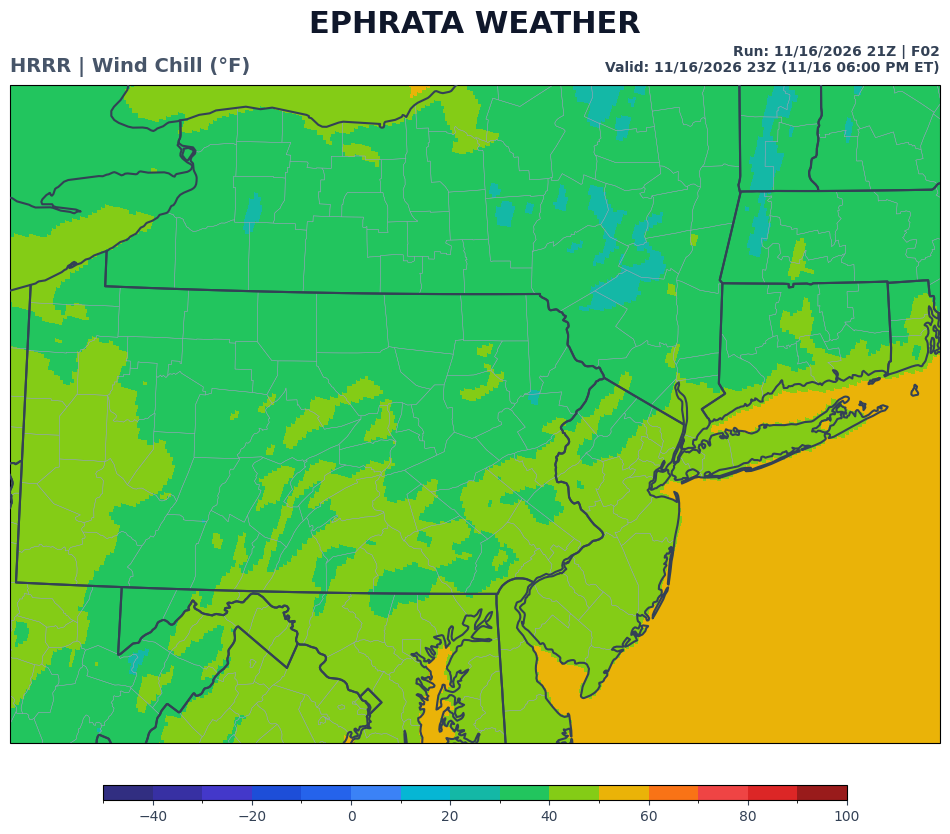 EPHRATA WEATHER
HRRR | Wind Chill (°F)
Run: 11/16/2026 21Z | F02
Valid: 11/16/2026 23Z (11/16 06:00 PM ET)
−40 −20 0 20 40 60 80 100